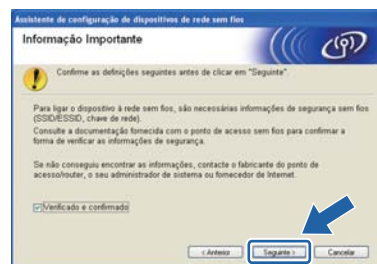 Assistente de configuração de dispositivos de rede sem fios
Informação Importante
Confirme as definições seguintes antes de clicar em "Seguinte".
Para ligar o dispositivo à rede sem fios, são necessárias informações de segurança sem fios
(SSID/ESSID, chave de rede).
Consulte a documentação fornecida com o ponto de acesso sem fios para confirmar a
forma de verificar as informações de segurança.
Se não conseguiu encontrar as informações, contacte o fabricante do ponto de
acesso/router, o seu administrador de sistema ou fornecedor de Internet.
Verificado e confirmado
< Anterior
Seguinte >
Cancelar